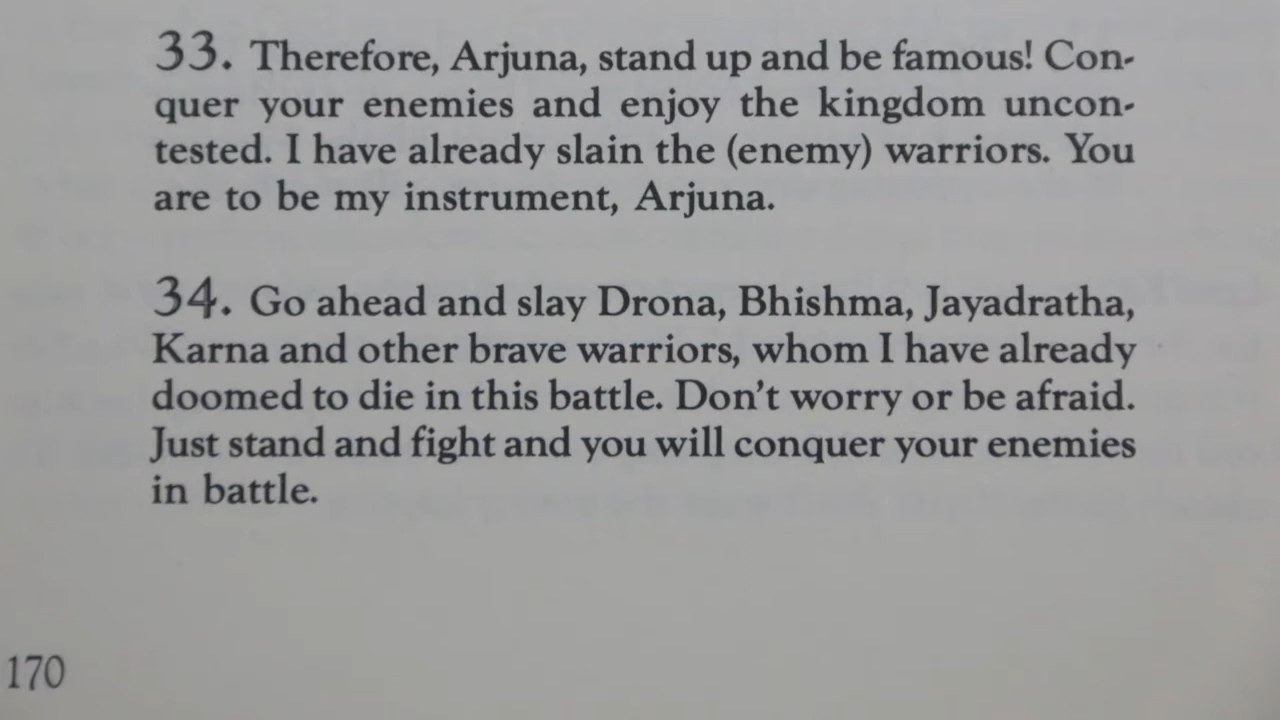 33. Therefore, Arjuna, stand up and be famous! Con-
quer your enemies and enjoy the kingdom uncon-
tested. I have already slain the (enemy) warriors. You
are to be my instrument, Arjuna.
34. Go ahead and slay Drona, Bhishma, Jayadratha,
Karna and other brave warriors, whom I have already
doomed to die in this battle. Don't worry or be afraid.
Just stand and fight and you will conquer your enemies
in battle.
170